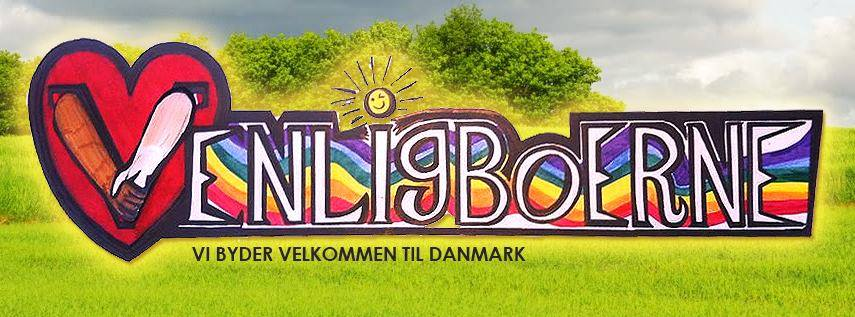 VENLIGBOERNE
VI BYDER VELKOMMEN TIL DANMARK